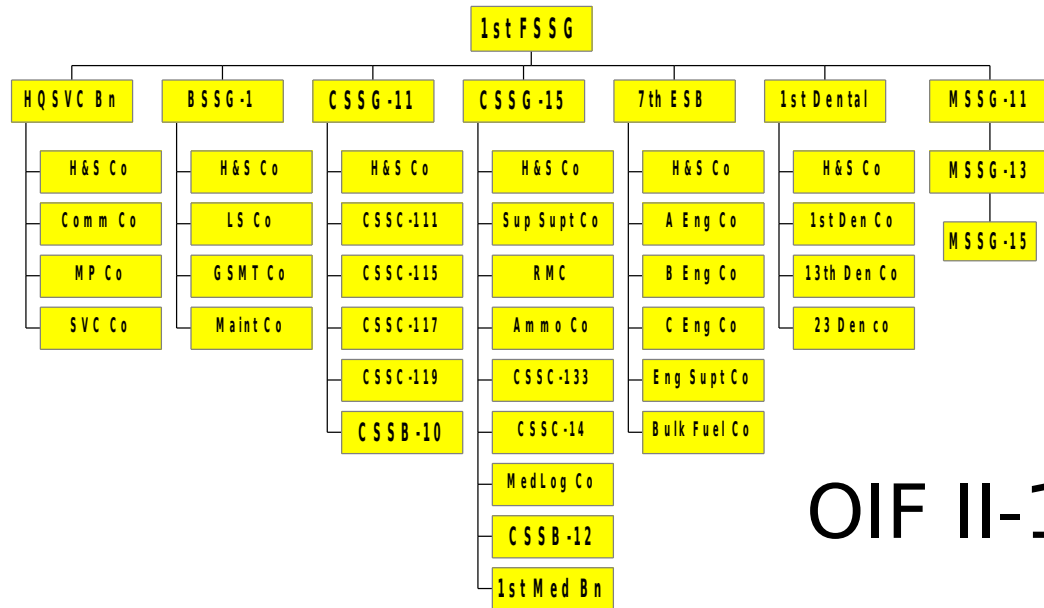 1st FSSG
HQSVC Bn
H&S Co
Comm Co
MP Co
SVC Co
BSSG-1
H&S Co
LS Co
GSMT Co
Maint Co
CSSG-11
H&S Co
CSSC-111
CSSC-115
CSSC-117
CSSC-119
CSSB-10
CSSG-15
H&S Co
Sup Supt Co
RMC
Ammo Co
CSSC-133
CSSC-14
MedLog Co
CSSB-12
1st Med Bn
7th ESB
H&S Co
A Eng Co
B Eng Co
C Eng Co
Eng Supt Co
Bulk Fuel Co
1st Dental
H&S Co
1st Den Co
13th Den Co
23 Den co
MSSG-11
MSSG-13
MSSG-15
OIF II-1